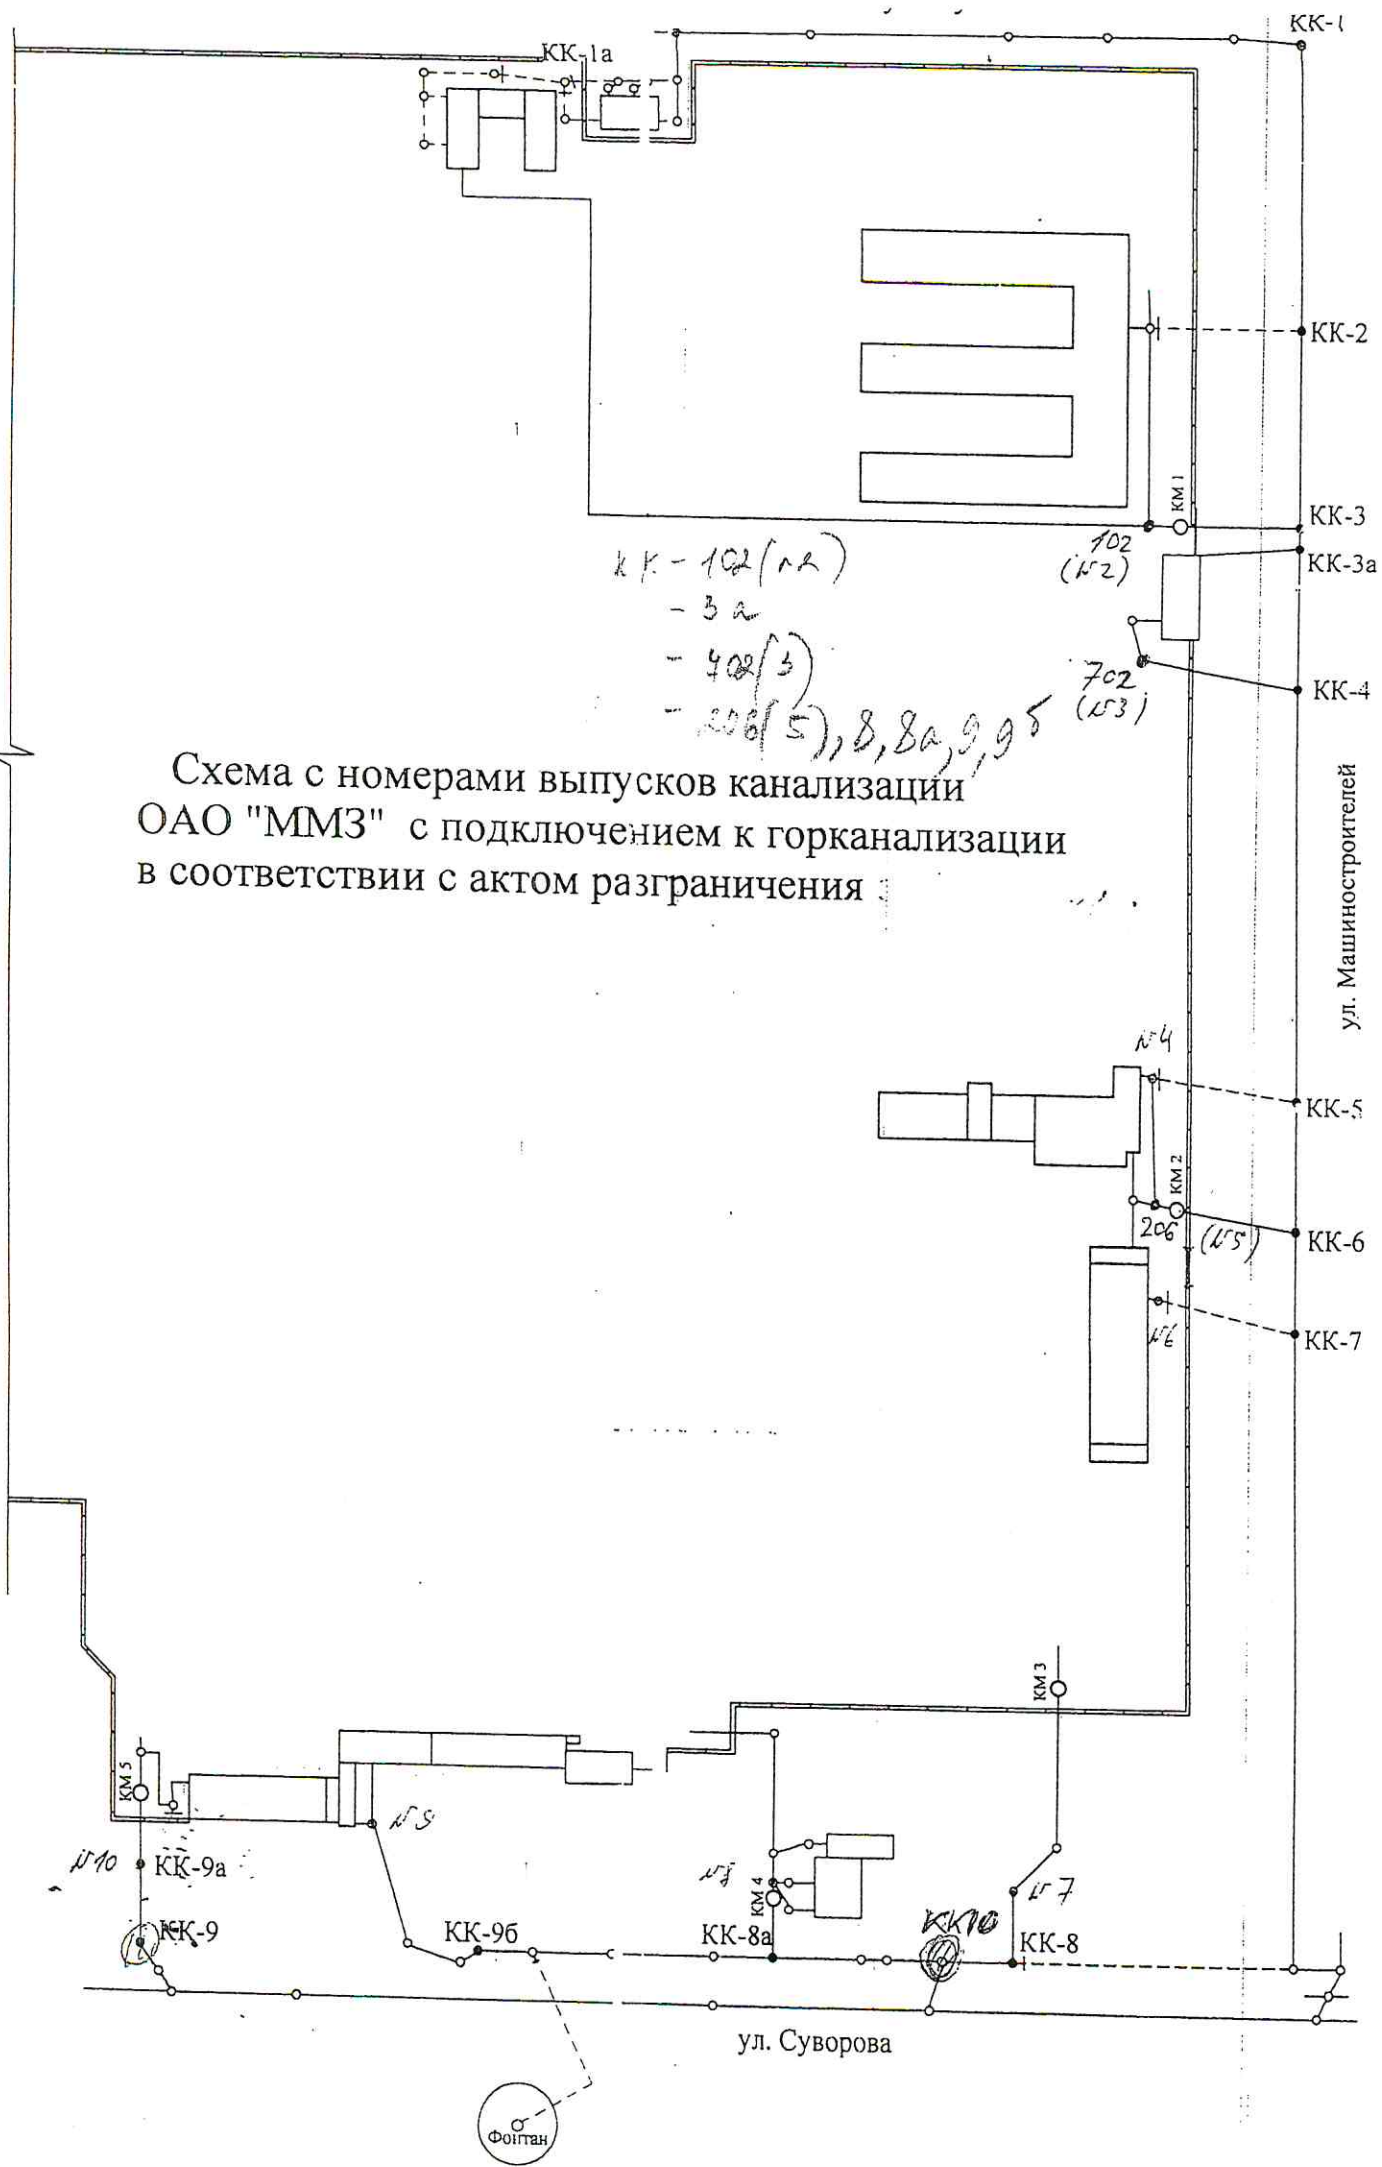 КК-1
КК-1а
КК-2
КМ 1
КК-3
102
(№2)
КК-3а
КК - 102(№2)
- 3а
- 702(3)
- 206(5), 8, 8а, 9, 9б
702
(№3)
КК-4
Схема с номерами выпусков канализации
ОАО "ММЗ" с подключением к горканализации
в соответствии с актом разграничения
ул. Машиностроителей
№4
КК-5
КМ 2
206
(№5)
КК-6
№6
КК-7
КМ 3
КМ 5
№9
№10
КК-9а
№8
КМ 4
№7
КК-9
КК-9б
КК-8а
КК10
КК-8
ул. Суворова
Фонтан